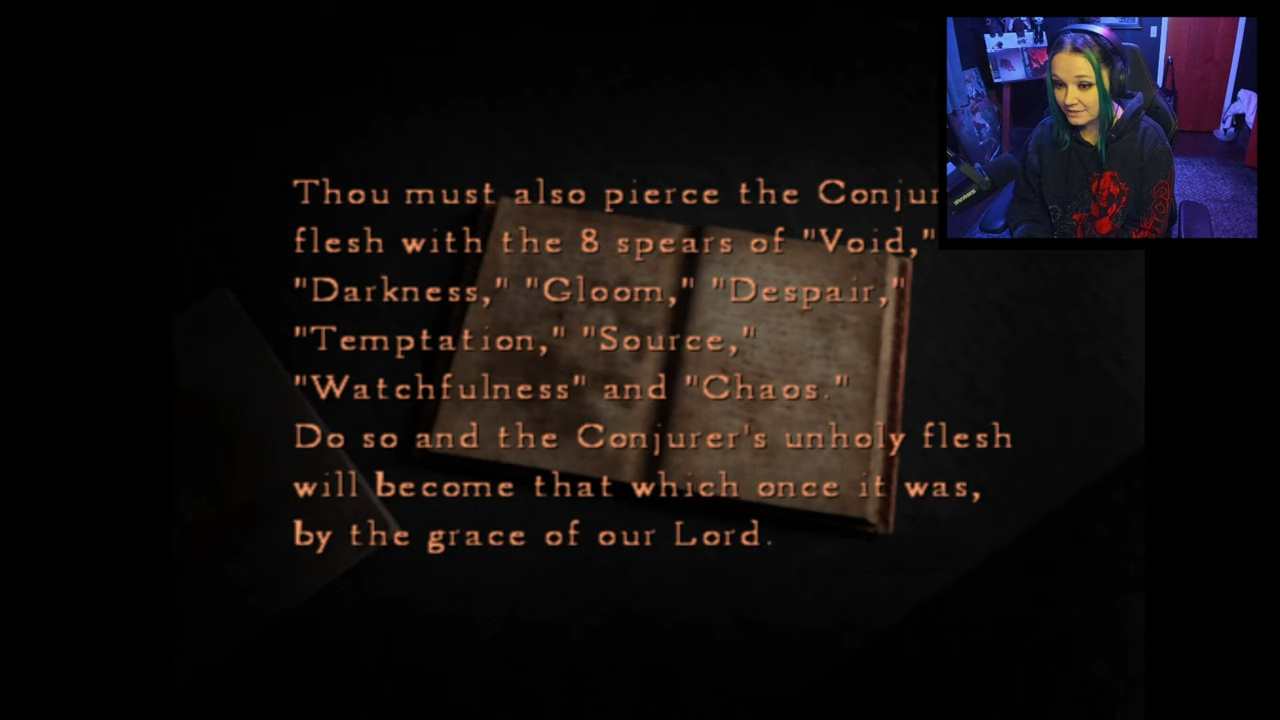 Thou must also pierce the
flesh with the 8 spears of "Void,"
"Darkness," "Gloom," "Despair,"
"Temptation," "Source,"
"Watchfulness" and "Chaos."
Do so and the Conjurer's unholy flesh
will become that which once it was,
by the grace of our Lord.